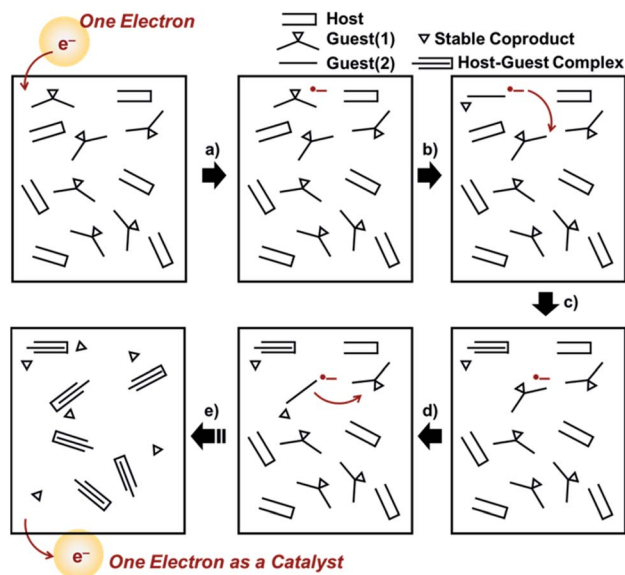 One Electron
e⁻
Host
Guest(1)
Guest(2)
Stable Coproduct
Host-Guest Complex
a)
b)
c)
d)
e)
e⁻
One Electron as a Catalyst